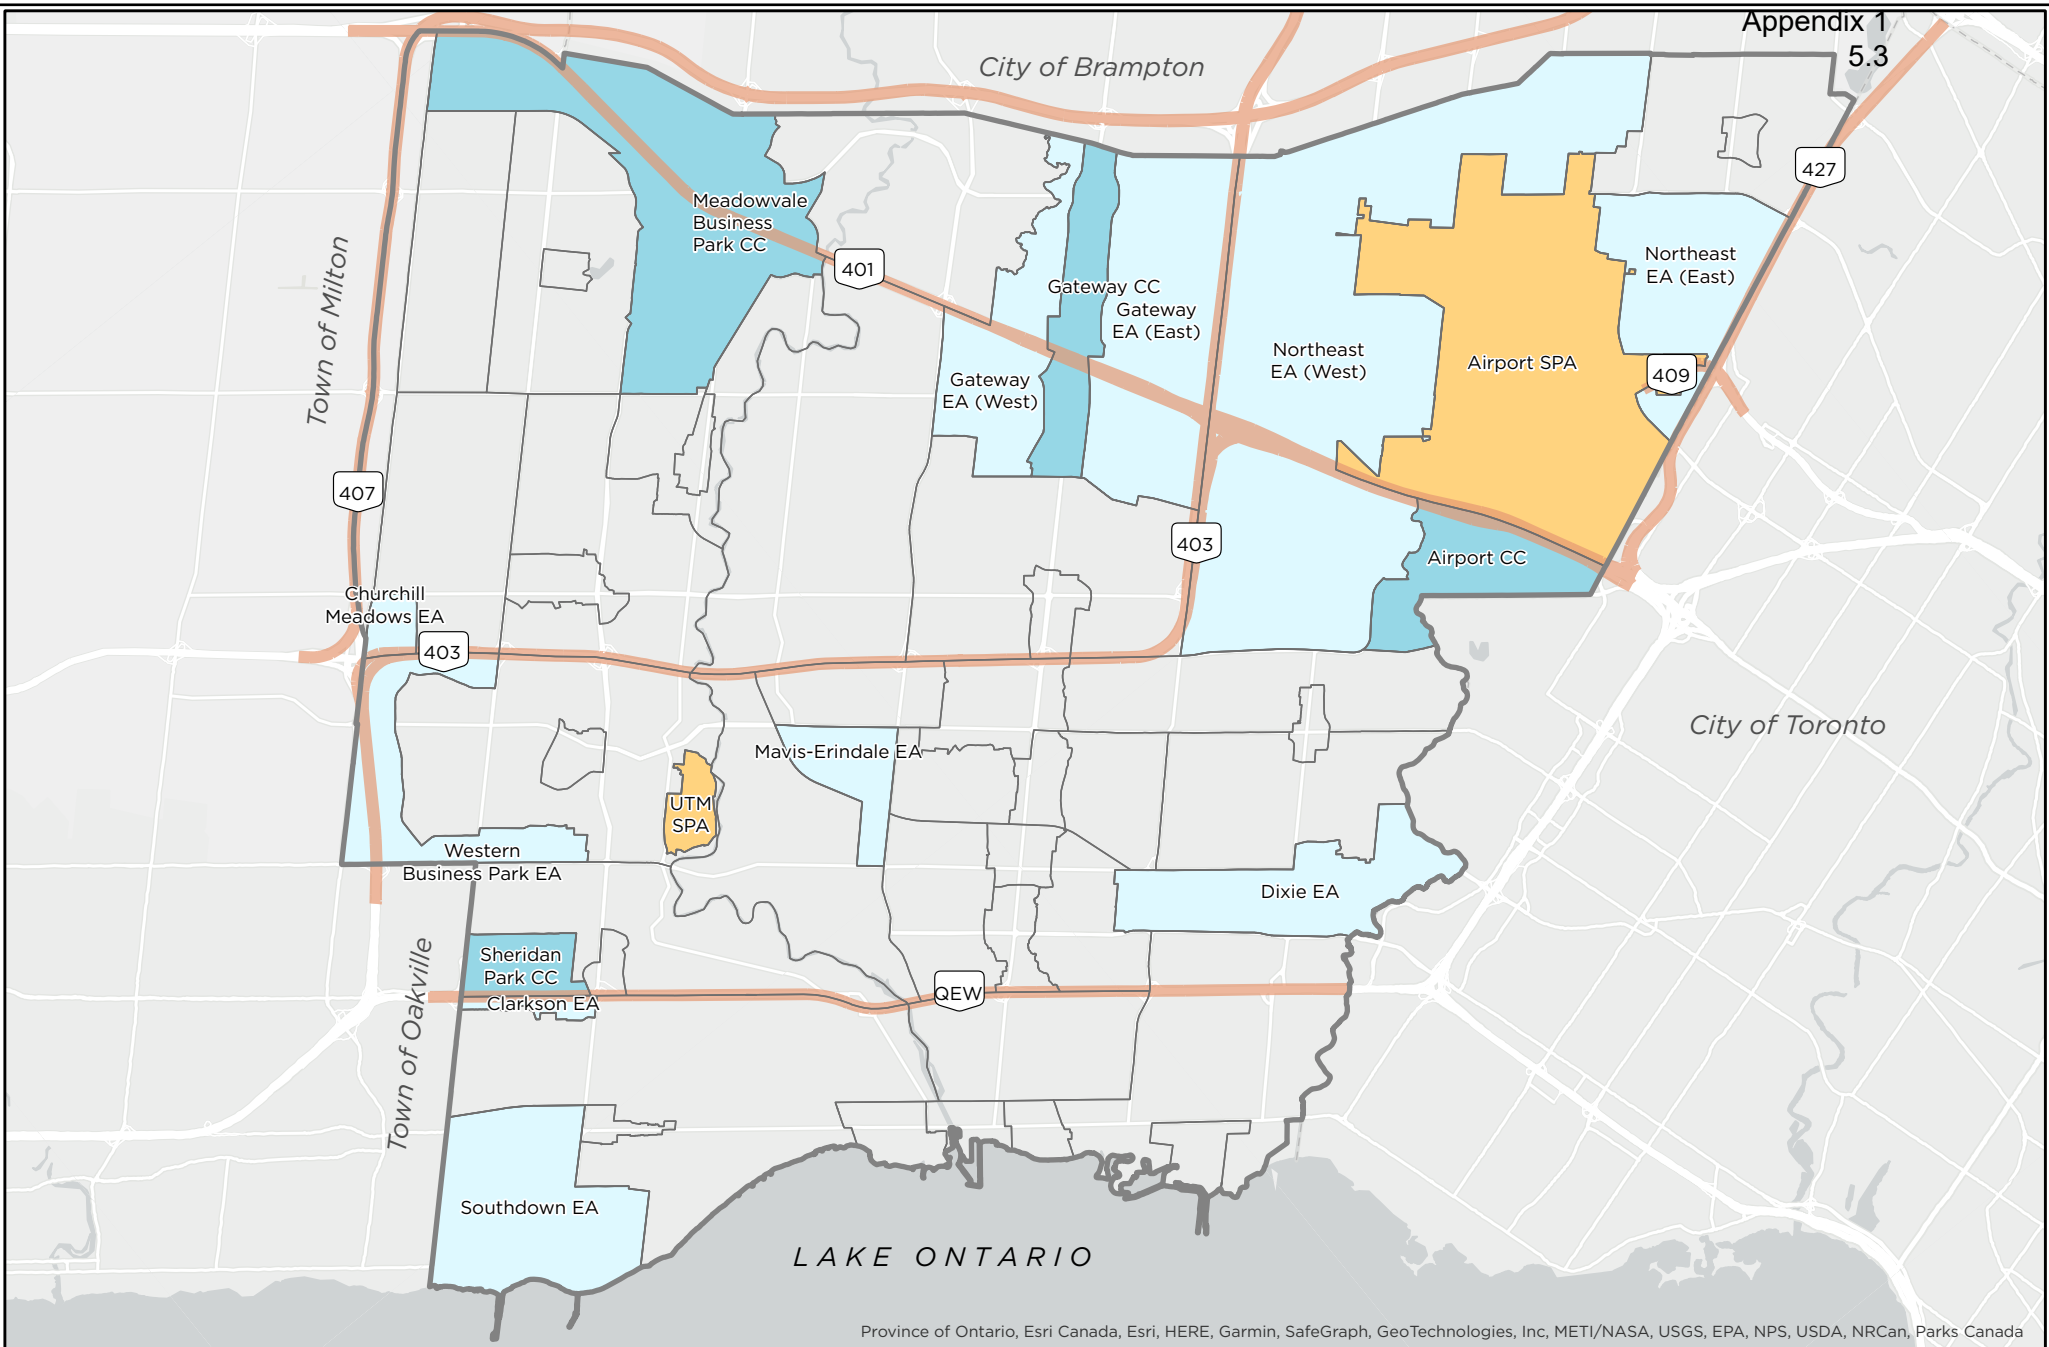 Appendix 1
5.3
City of Brampton
427
Meadowvale
Business
Park CC
Town of Milton
401
Northeast
EA (East)
Gateway CC
Gateway
EA (East)
Northeast
EA (West)
Airport SPA
409
Gateway
EA (West)
407
403
Airport CC
Churchill
Meadows EA
403
City of Toronto
Mavis-Erindale EA
UTM
SPA
Western
Business Park EA
Dixie EA
Sheridan
Park CC
QEW
Clarkson EA
Town of Oakville
Southdown EA
LAKE ONTARIO
Province of Ontario, Esri Canada, Esri, HERE, Garmin, SafeGraph, GeoTechnologies, Inc, METI/NASA, USGS, EPA, NPS, USDA, NRCan, Parks Canada